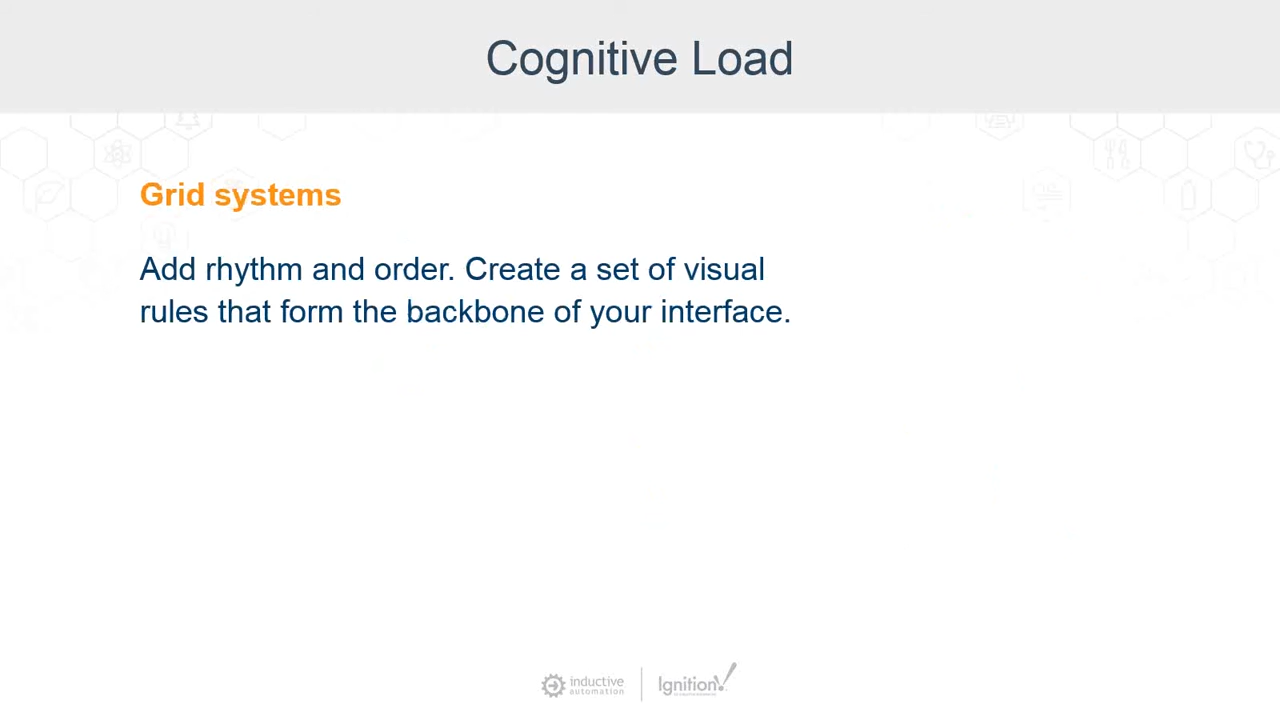 Cognitive Load
Grid systems
Add rhythm and order. Create a set of visual
rules that form the backbone of your interface.
inductive
automation
Ignition!